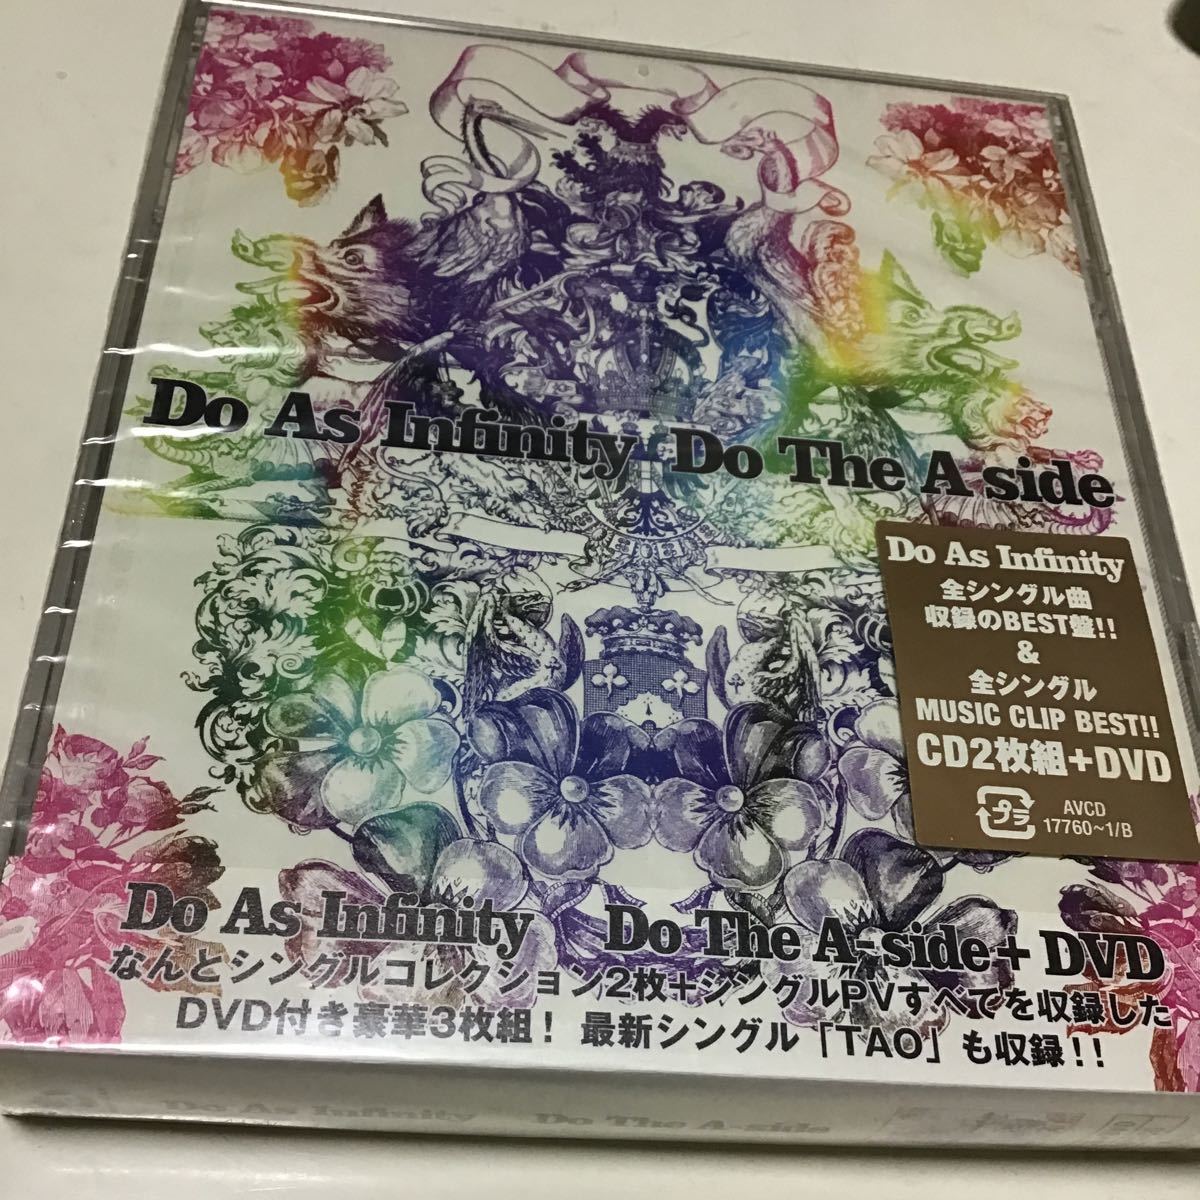 Do As Infinity Do The A side
Do As Infinity
全シングル曲
収録のBEST盤!!
&
全シングル
MUSIC CLIP BEST!!
CD2枚組+DVD
プラ
AVCD
17760~1/B
Do As Infinity Do The A-side+DVD
なんとシングルコレクション2枚+シングルPVすべてを収録した
DVD付き豪華3枚組! 最新シングル「TAO」も収録!!
Do As Infinity Do The A-side